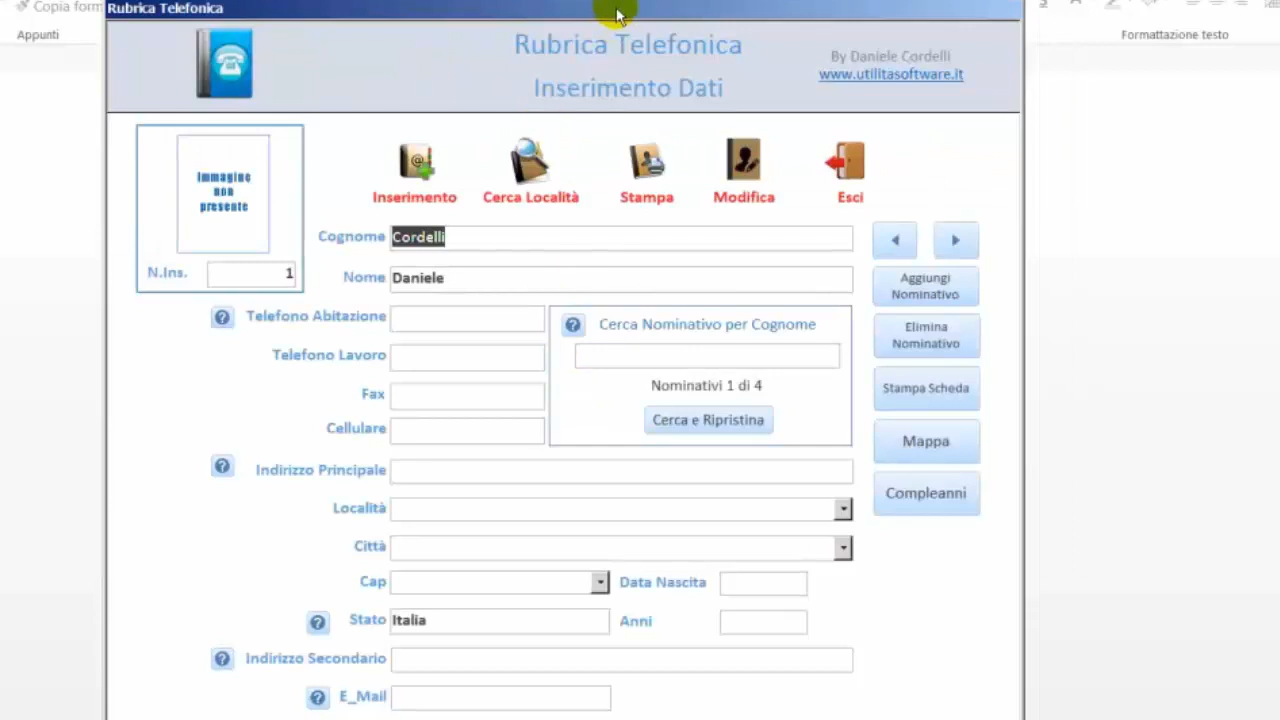 Copia form
Rubrica Telefonica
Appunti
Formattazione testo
Rubrica Telefonica
Inserimento Dati
By Daniele Cordelli
www.utilitasoftware.it
Immagine
non
presente
N.Ins. 1
Inserimento
Cerca Località
Stampa
Modifica
Esci
Cognome Cordelli
Nome Daniele
Aggiungi
Nominativo
Telefono Abitazione
Cerca Nominativo per Cognome
Elimina
Nominativo
Telefono Lavoro
Nominativi 1 di 4
Stampa Scheda
Fax
Cerca e Ripristina
Cellulare
Mappa
Indirizzo Principale
Compleanni
Località
Città
Cap
Data Nascita
Stato Italia
Anni
Indirizzo Secondario
E_Mail